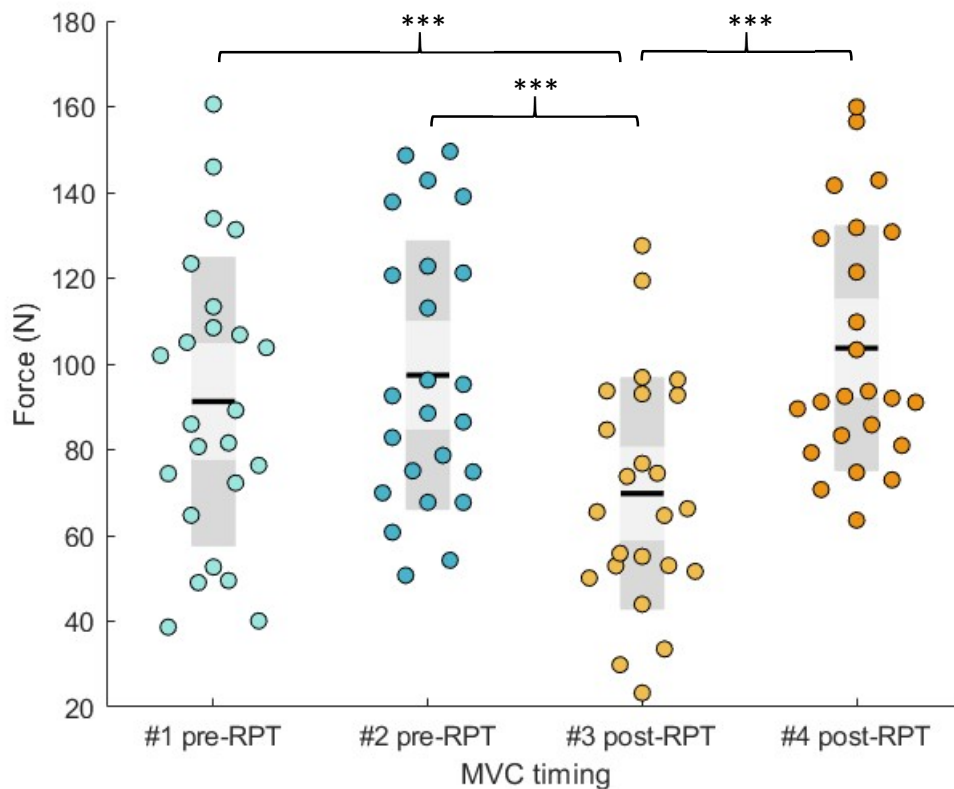 180
160
140
120
100
80
60
40
20
Force (N)
***
***
***
#1 pre-RPT
#2 pre-RPT
#3 post-RPT
#4 post-RPT
MVC timing